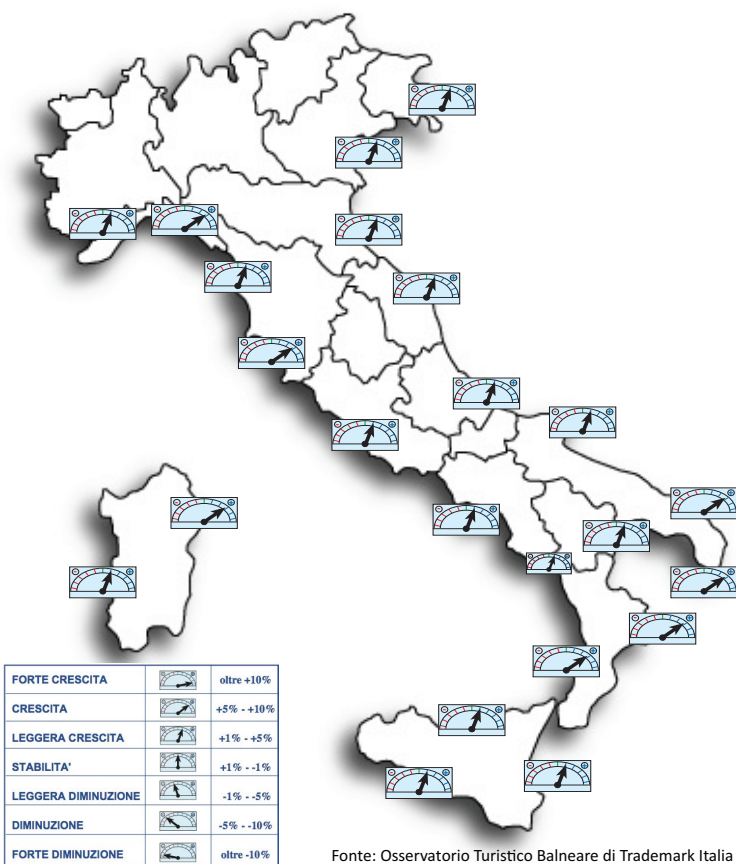 FORTE CRESCITA oltre +10%
CRESCITA +5% - +10%
LEGGERA CRESCITA +1% - +5%
STABILITA' +1% - -1%
LEGGERA DIMINUZIONE -1% - -5%
DIMINUZIONE -5% - -10%
FORTE DIMINUZIONE oltre -10%
Fonte: Osservatorio Turistico Balneare di Trademark Italia